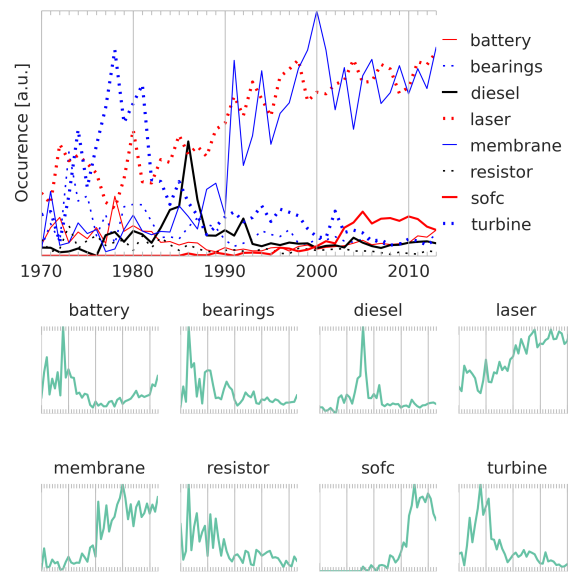 Occurence [a.u.]
battery
bearings
diesel
laser
membrane
resistor
sofc
turbine
1970 1980 1990 2000 2010
battery bearings diesel laser
membrane resistor sofc turbine